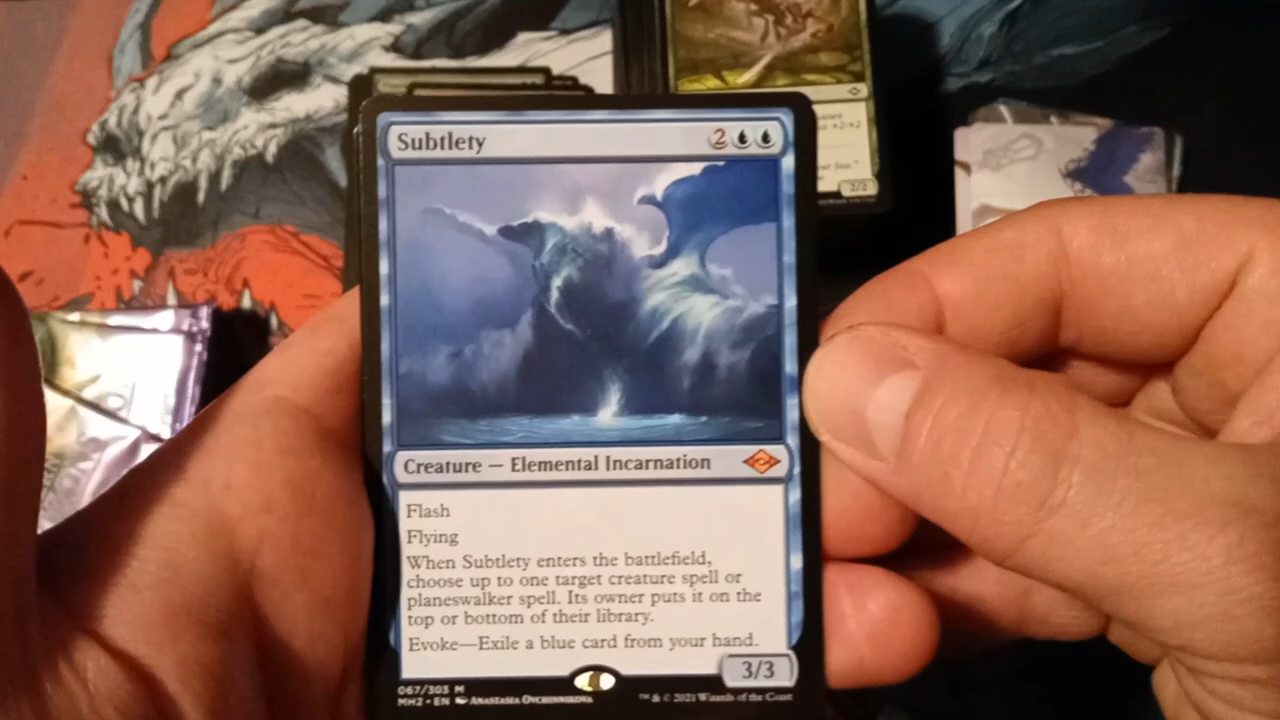 Subtlety 2
Creature — Elemental Incarnation
Flash
Flying
When Subtlety enters the battlefield,
choose up to one target creature spell or
planeswalker spell. Its owner puts it on the
top or bottom of their library.
Evoke—Exile a blue card from your hand.
3/3
067/303 M
MH2 • EN ANASTASIA OVCHINNIKOVA
™ & © 2021 Wizards of the Coast
+2/+2
2/2